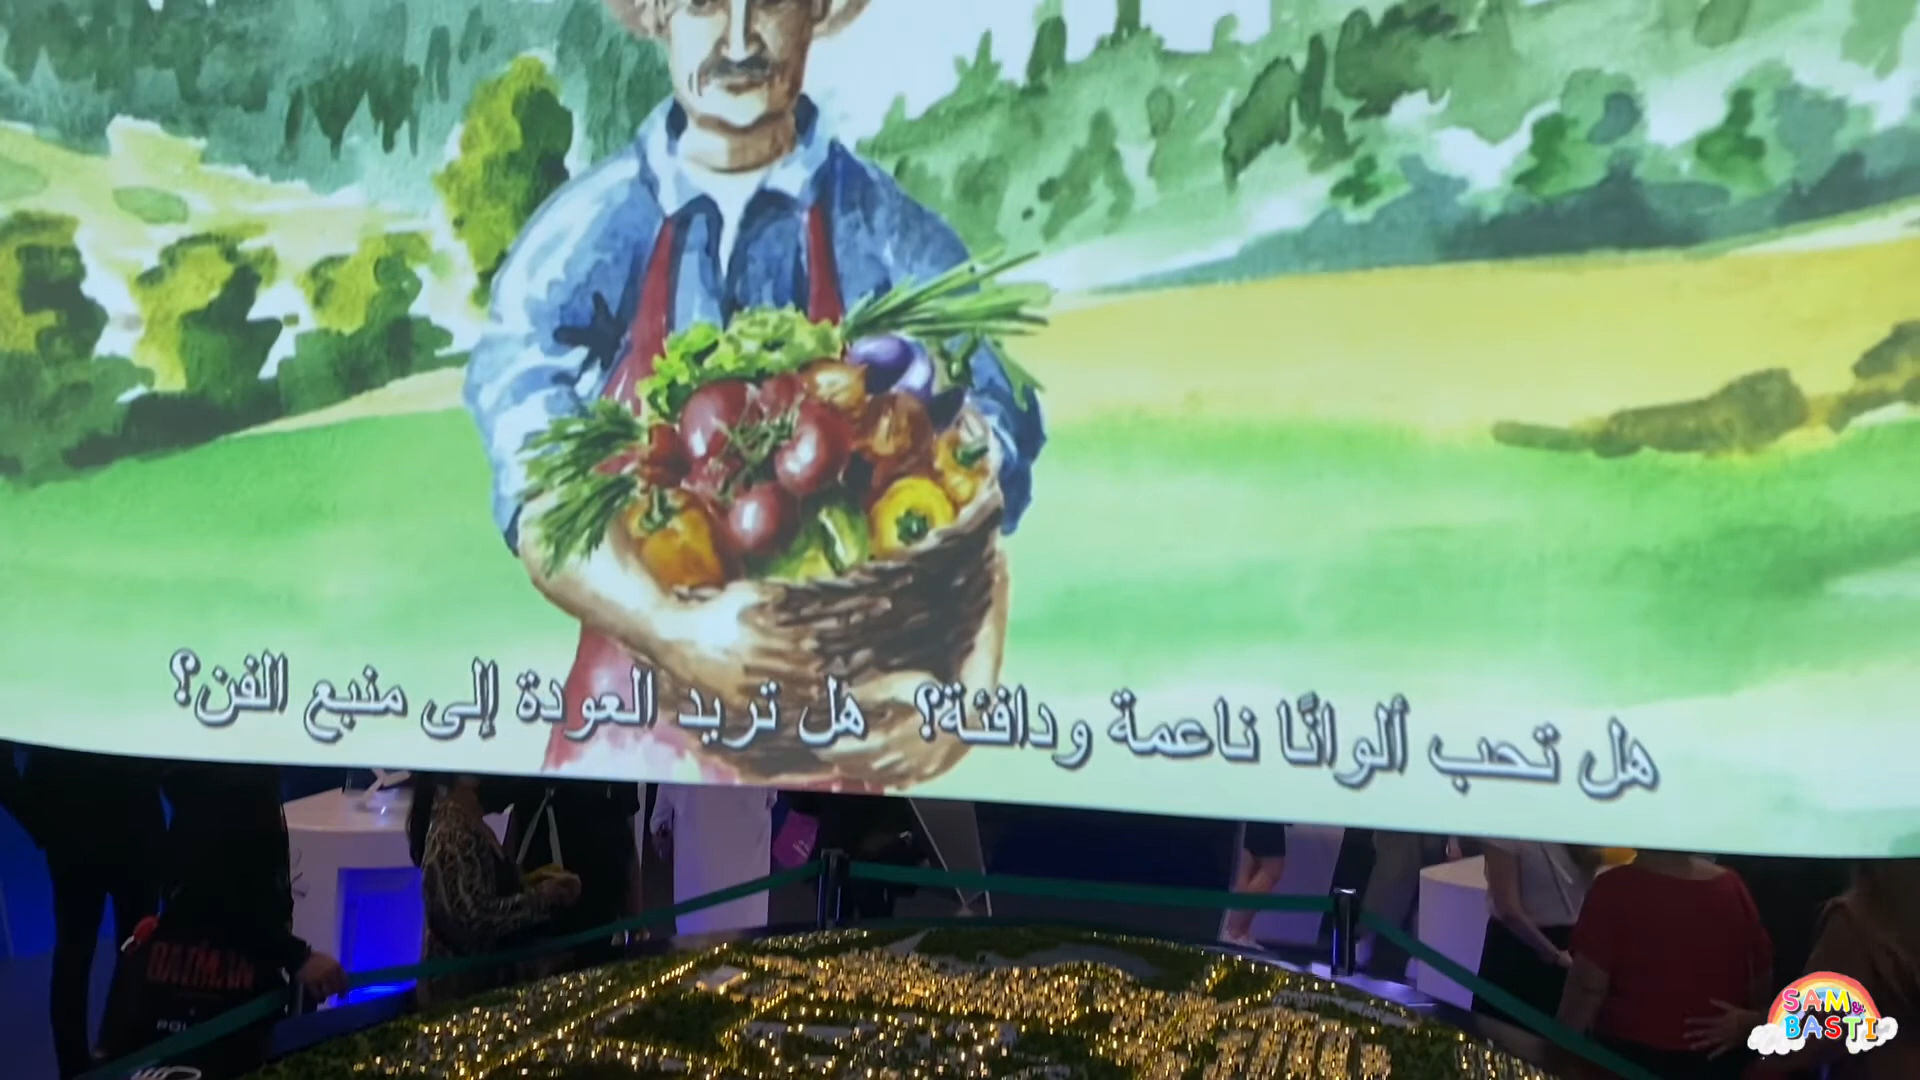 هل تحب ألوانًا ناعمة ودافئة؟ هل تريد العودة إلى منبع الفن؟
SAM &
BASTI